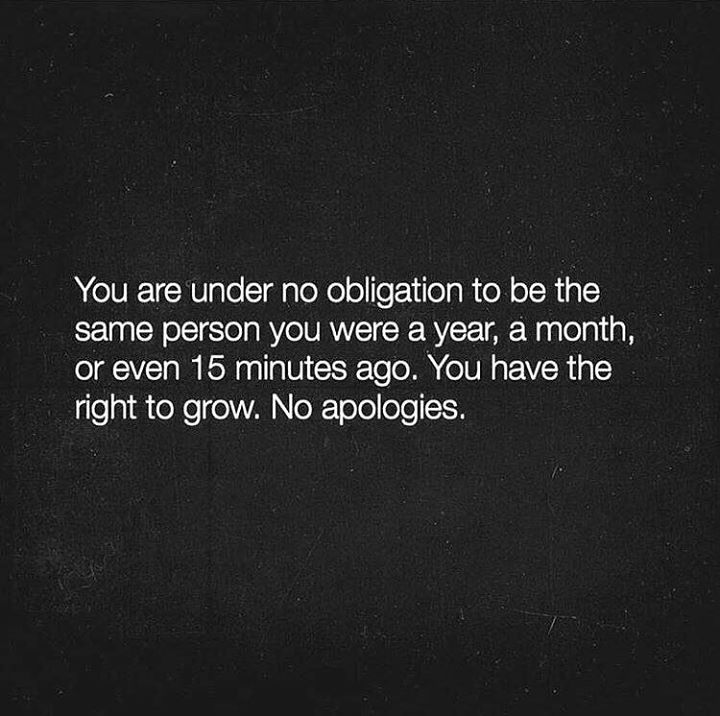 You are under no obligation to be the
same person you were a year, a month,
or even 15 minutes ago. You have the
right to grow. No apologies.